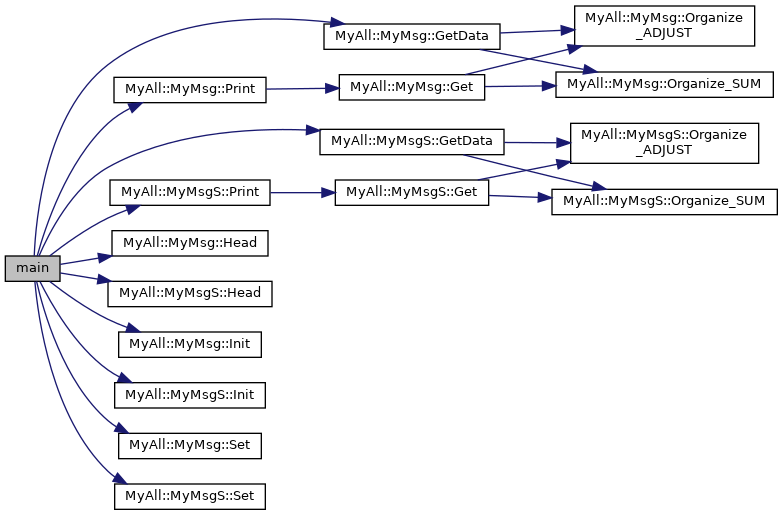 MyAll::MyMsg::Organize
_ADJUST
MyAll::MyMsg::GetData
MyAll::MyMsg::Organize_SUM
MyAll::MyMsg::Print
MyAll::MyMsg::Get
MyAll::MyMsgS::Organize
_ADJUST
MyAll::MyMsgS::GetData
MyAll::MyMsgS::Print
MyAll::MyMsgS::Get
MyAll::MyMsgS::Organize_SUM
MyAll::MyMsg::Head
main
MyAll::MyMsgS::Head
MyAll::MyMsg::Init
MyAll::MyMsgS::Init
MyAll::MyMsg::Set
MyAll::MyMsgS::Set